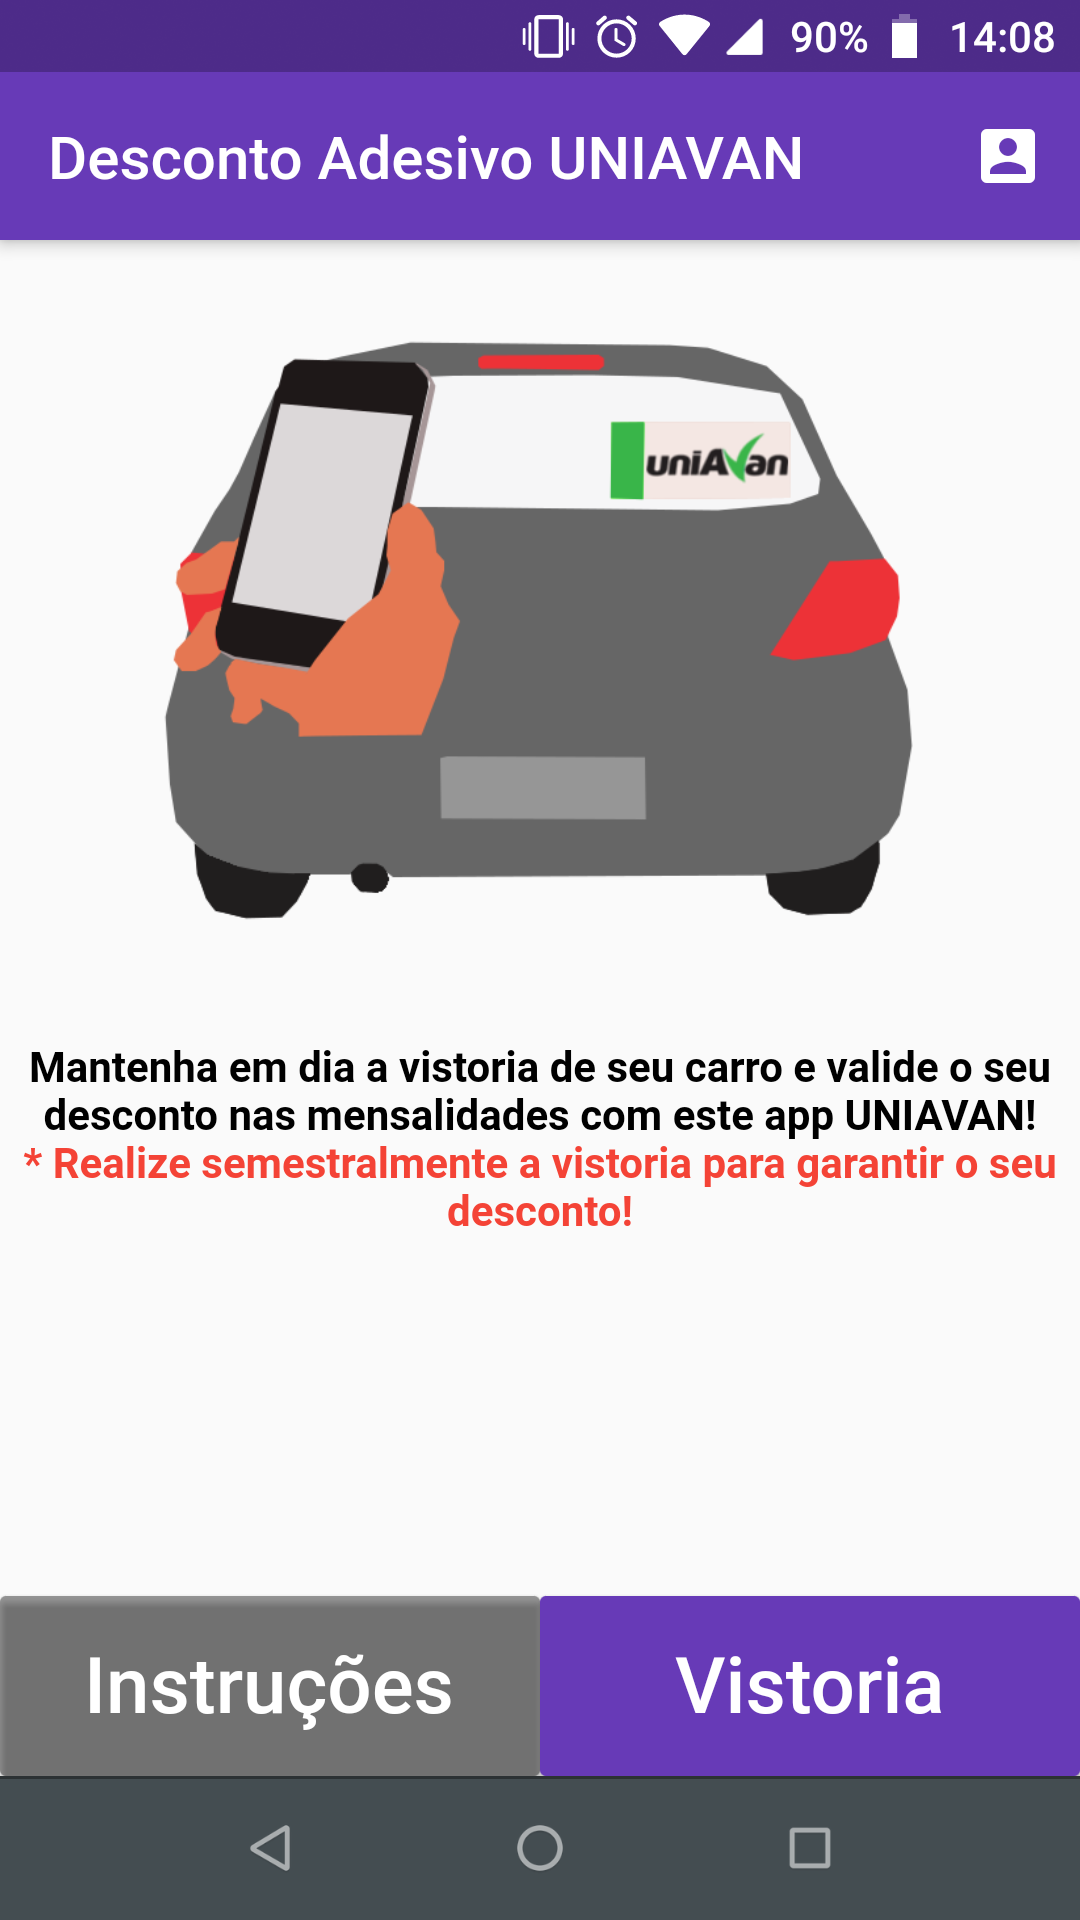 90% 14:08
Desconto Adesivo UNIAVAN
uniAvan
Mantenha em dia a vistoria de seu carro e valide o seu
desconto nas mensalidades com este app UNIAVAN!
* Realize semestralmente a vistoria para garantir o seu
desconto!
Instruções Vistoria